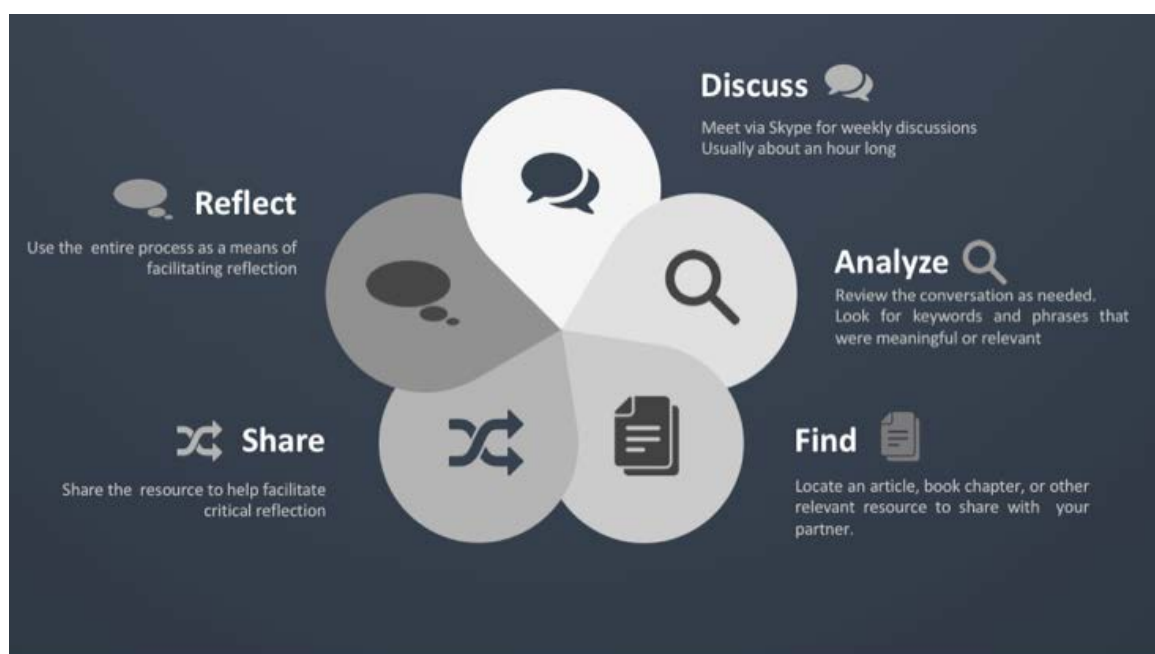 Discuss
Meet via Skype for weekly discussions
Usually about an hour long
Analyze
Review the conversation as needed.
Look for keywords and phrases that
were meaningful or relevant
Find
Locate an article, book chapter, or other
relevant resource to share with your
partner.
Share
Share the resource to help facilitate
critical reflection
Reflect
Use the entire process as a means of
facilitating reflection